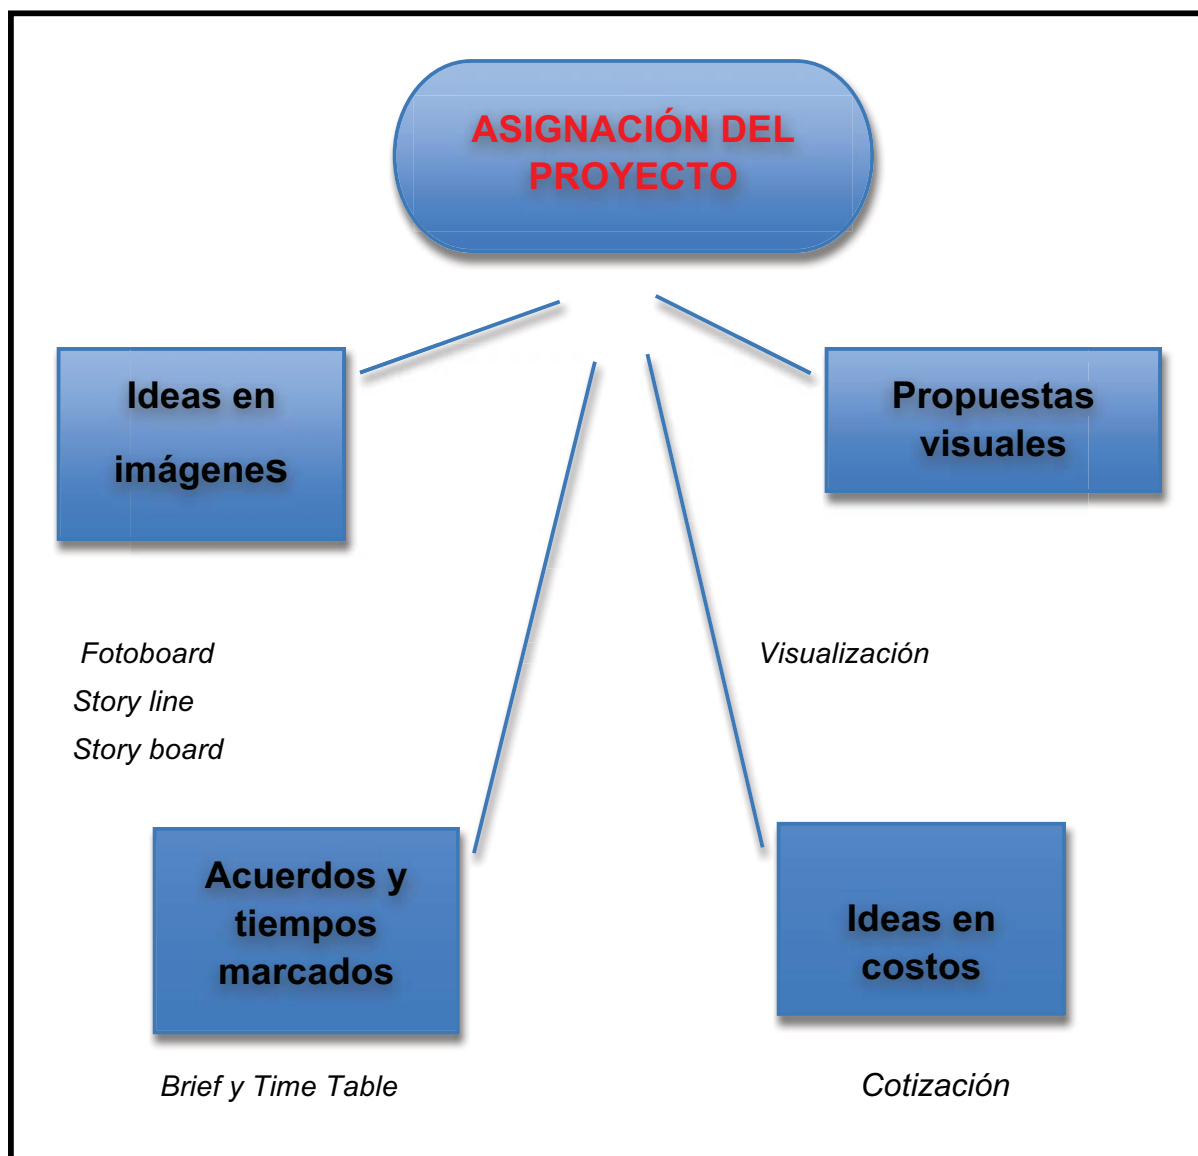 ASIGNACIÓN DEL
PROYECTO
Ideas en
imágenes
Propuestas
visuales
Fotoboard
Story line
Story board
Visualización
Acuerdos y
tiempos
marcados
Ideas en
costos
Brief y Time Table
Cotización